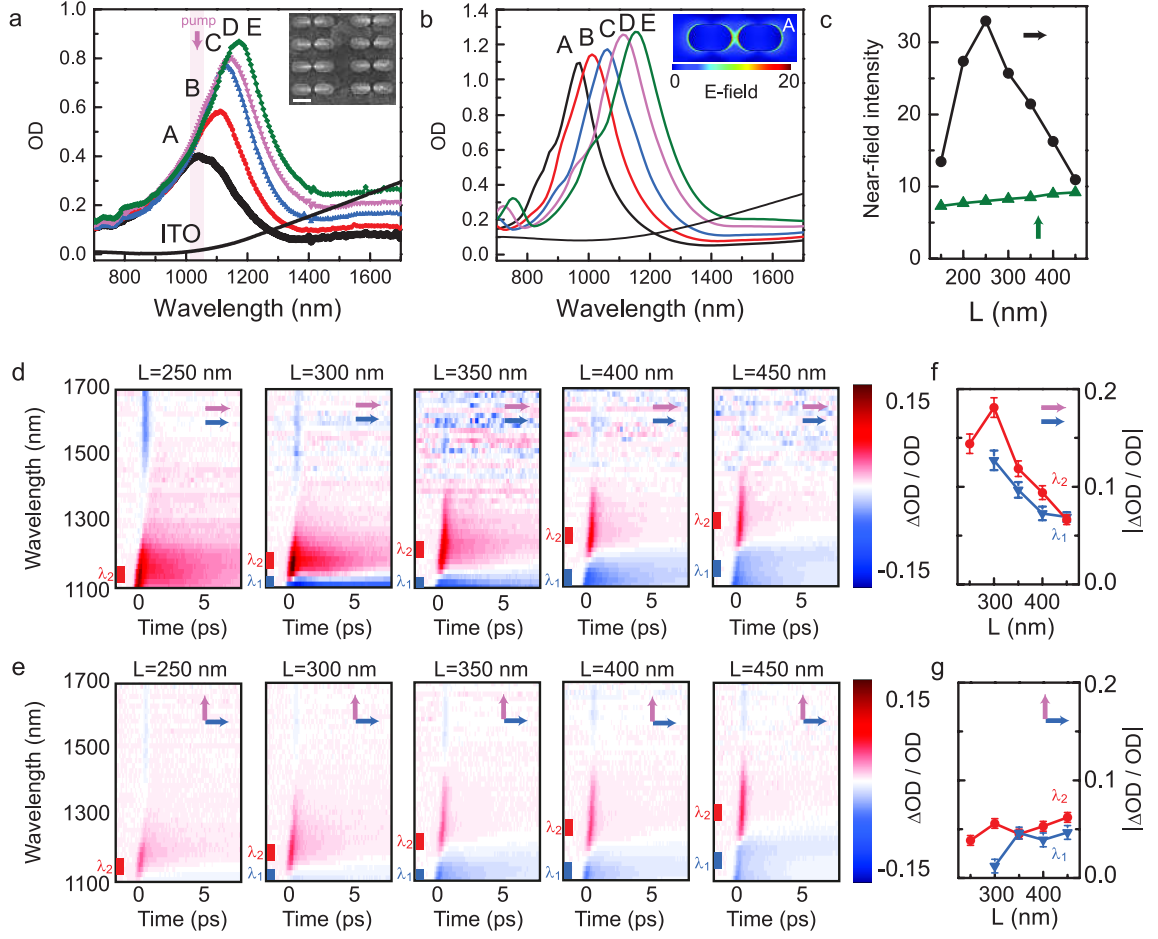 a
pump
A
B
C
D
E
ITO
OD
1.0
0.8
0.6
0.4
0.2
0.0
800 1000 1200 1400 1600
Wavelength (nm)
b
A
B
C
D
E
A
0 20
E-field
OD
1.4
1.2
1.0
0.8
0.6
0.4
0.2
0.0
800 1000 1200 1400 1600
Wavelength (nm)
c
Near-field intensity
30
20
10
0
200 300 400
L (nm)
d
L=250 nm
L=300 nm
L=350 nm
L=400 nm
L=450 nm
Wavelength (nm)
1700
1500
1300
1100
λ2
λ2
λ1
λ2
λ1
λ2
λ1
λ2
λ1
0 5
0 5
0 5
0 5
0 5
Time (ps)
Time (ps)
Time (ps)
Time (ps)
Time (ps)
0.15
-0.15
ΔOD / OD
f
0.2
0.1
0.0
|ΔOD / OD|
λ2
λ1
300 400
L (nm)
e
L=250 nm
L=300 nm
L=350 nm
L=400 nm
L=450 nm
Wavelength (nm)
1700
1500
1300
1100
λ2
λ2
λ1
λ2
λ1
λ2
λ1
λ2
λ1
0 5
0 5
0 5
0 5
0 5
Time (ps)
Time (ps)
Time (ps)
Time (ps)
Time (ps)
0.15
-0.15
ΔOD / OD
g
0.2
0.1
0.0
|ΔOD / OD|
λ2
λ1
300 400
L (nm)